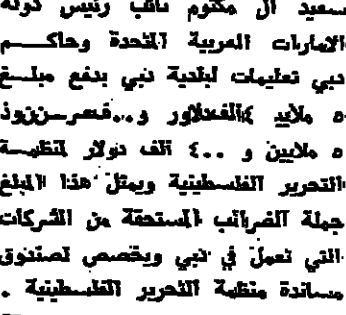 سعيد آل مكتوم نائب رئيس دولة
الامارات العربية المتحدة وحاكم
دبي تعليمات لبلدية دبي بدفع مبلغ
٥ ملايين و ٤٠٠ الف دولار لمنظمة
التحرير الفلسطينية ويمثل هذا المبلغ
جملة الضرائب المستحقة من الشركات
التي تعمل في دبي ويخصص لصندوق
مساندة منظمة التحرير الفلسطينية .